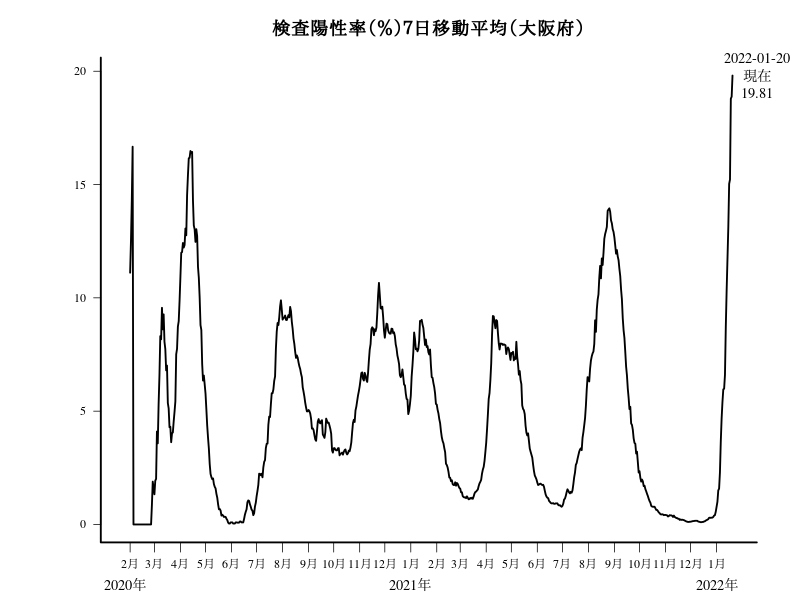 検査陽性率(%)7日移動平均(大阪府)
2022-01-20
現在
19.81
20
15
10
5
0
2月 3月 4月 5月 6月 7月 8月 9月 10月 11月 12月 1月 2月 3月 4月 5月 6月 7月 8月 9月 10月 11月 12月 1月
2020年 2021年 2022年